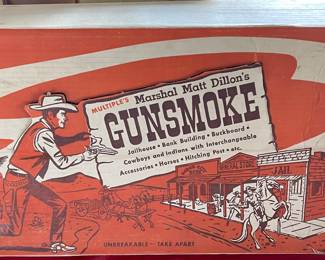 MULTIPLE'S
Marshal Matt Dillon's
GUNSMOKE
Jailhouse • Bank Building • Buckboard •
Cowboys and Indians with Interchangeable
Accessories • Horses • Hitching Post • etc.
JAIL
UNBREAKABLE - TAKE APART